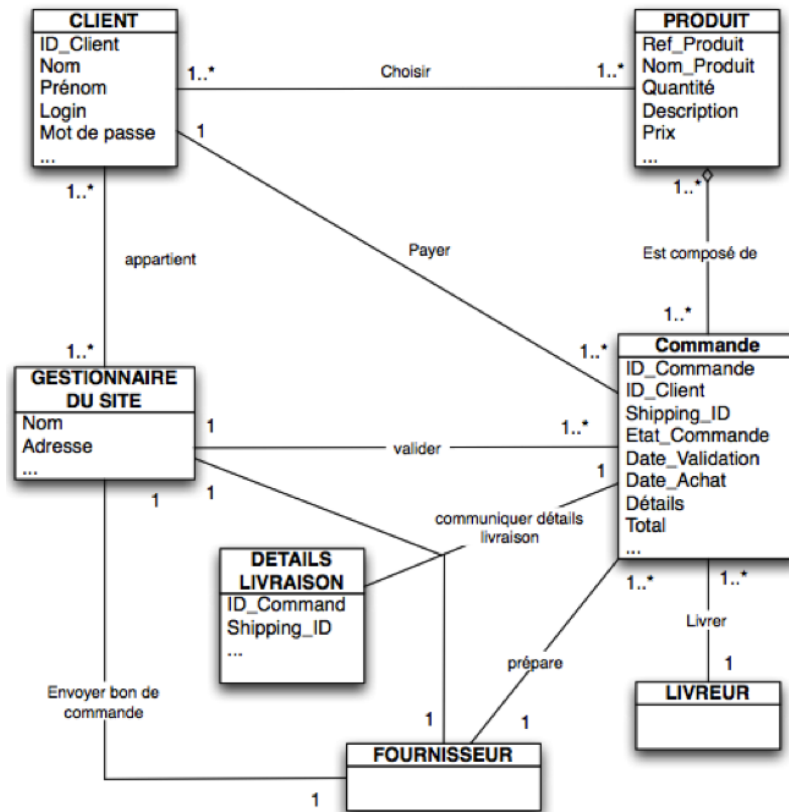 CLIENT
ID_Client
Nom
Prénom
Login
Mot de passe
...
PRODUIT
Ref_Produit
Nom_Produit
Quantité
Description
Prix
...
1..*
Choisir
1..*
1
1..*
1..*
appartient
Payer
Est composé de
1..*
1..*
1..*
GESTIONNAIRE
DU SITE
Nom
Adresse
...
Commande
ID_Commande
ID_Client
Shipping_ID
Etat_Commande
Date_Validation
Date_Achat
Détails
Total
...
1
valider
1..*
1
1
1
communiquer détails
livraison
DETAILS
LIVRAISON
ID_Command
Shipping_ID
...
1..*
1..*
Livrer
prépare
1
LIVREUR
Envoyer bon de
commande
1
1
FOURNISSEUR
1